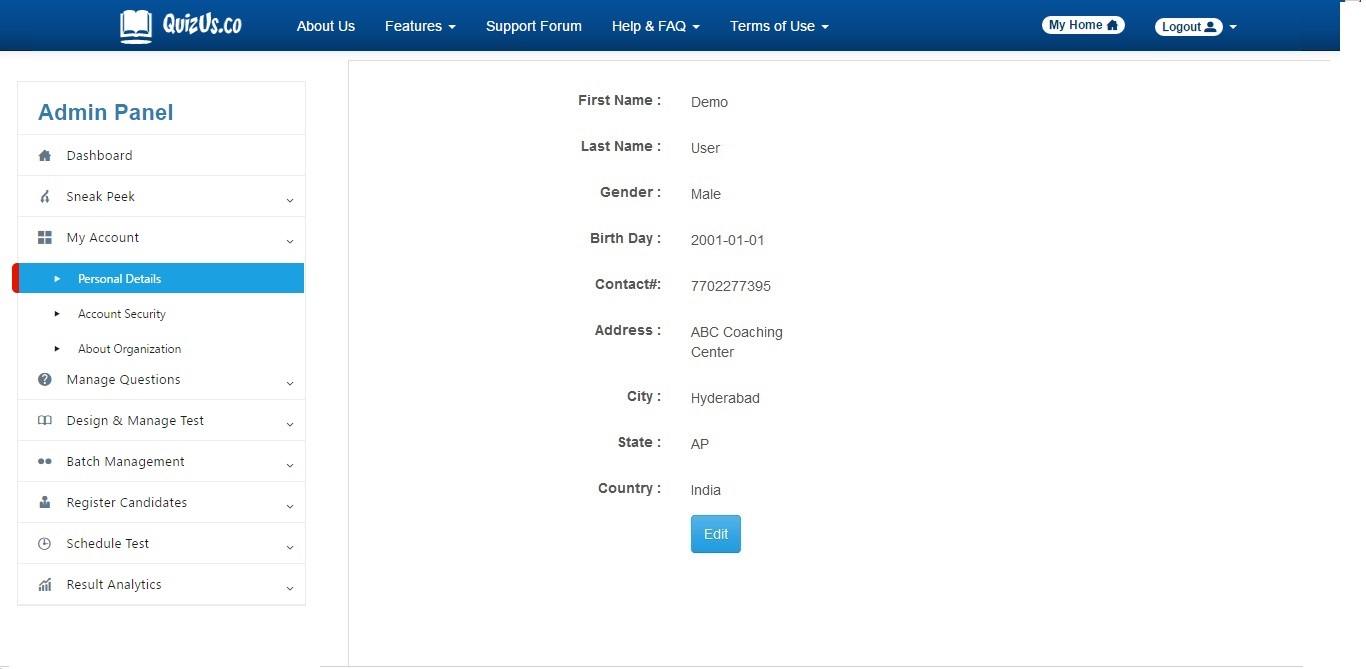 QuizUs.co
About Us
Features
Support Forum
Help & FAQ
Terms of Use
My Home
Logout
Admin Panel
Dashboard
Sneak Peek
My Account
Personal Details
Account Security
About Organization
Manage Questions
Design & Manage Test
Batch Management
Register Candidates
Schedule Test
Result Analytics
First Name : Demo
Last Name : User
Gender : Male
Birth Day : 2001-01-01
Contact#: 7702277395
Address : ABC Coaching
Center
City : Hyderabad
State : AP
Country : India
Edit